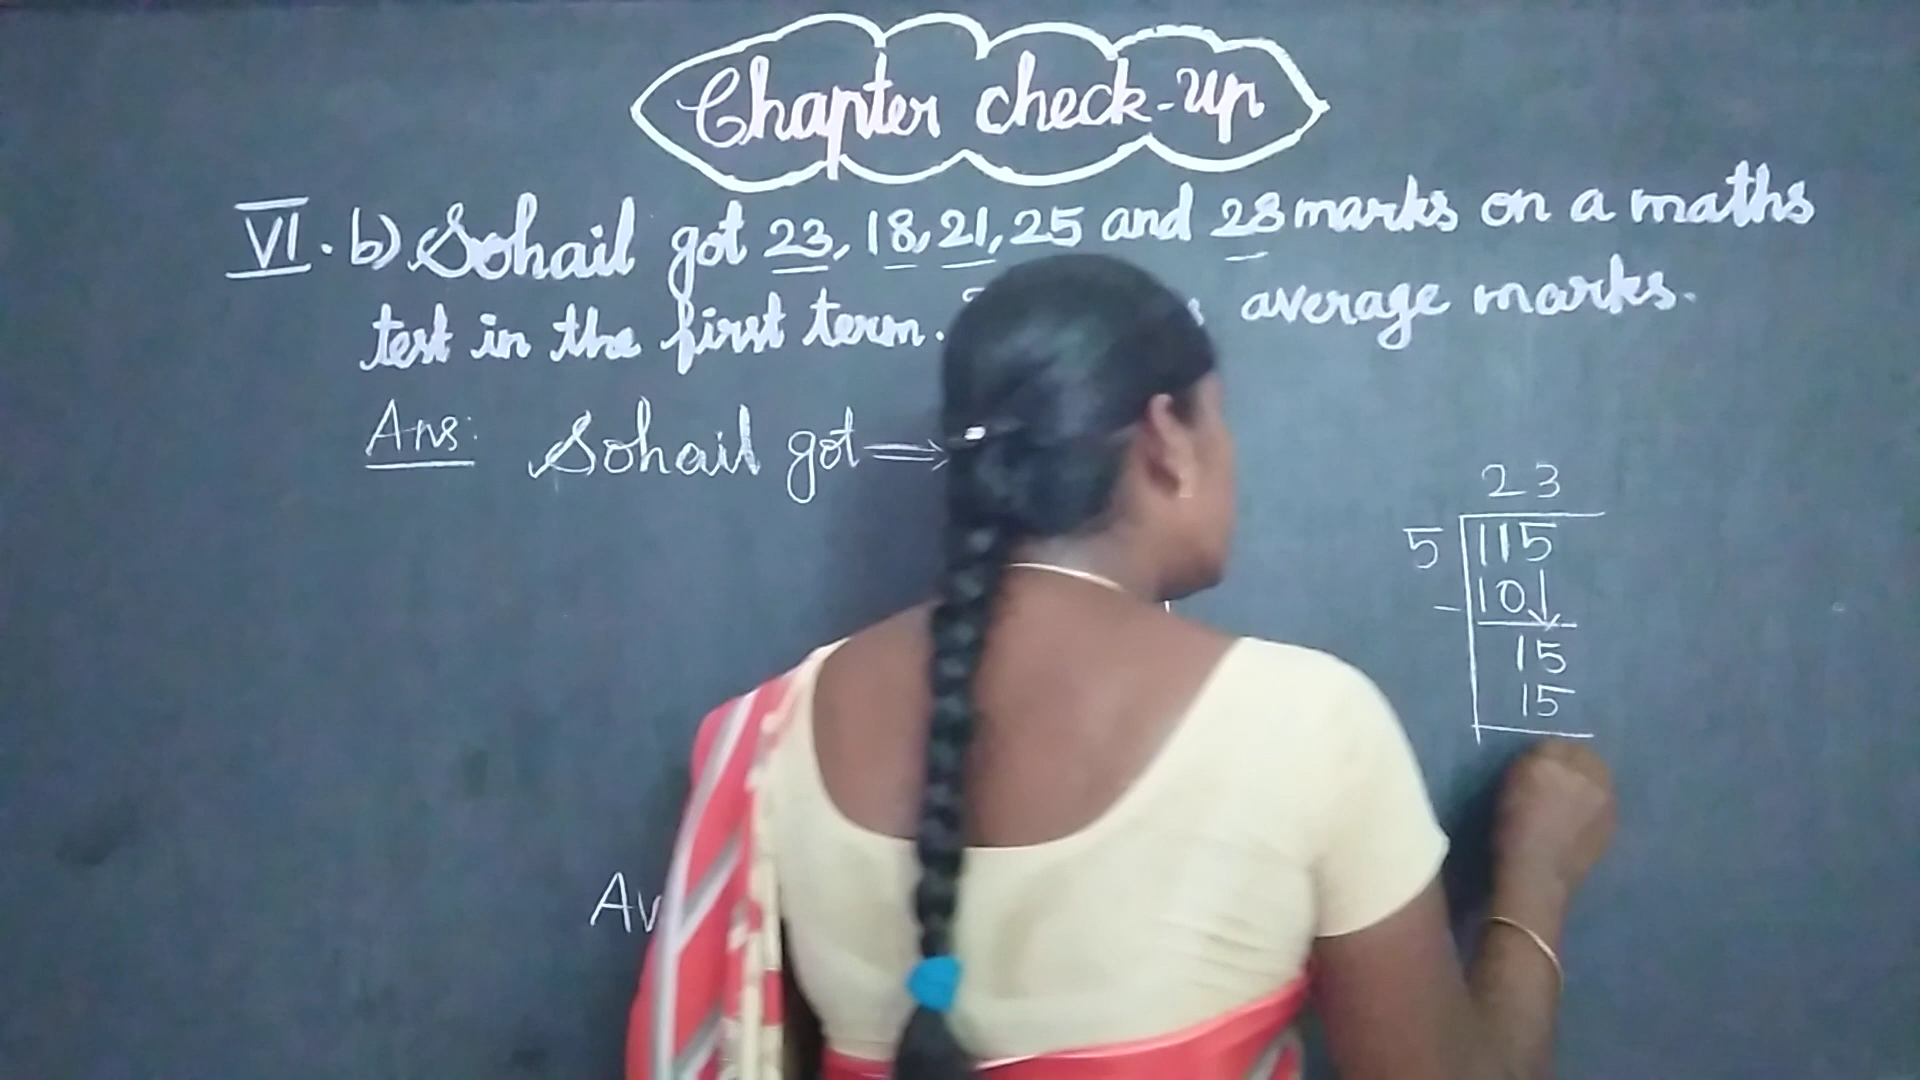 Chapter check-up
VI. b) Sohail got 23, 18, 21, 25 and 28 marks on a maths
test in the first term. average marks.
Ans: Sohail got ⇒
23
5 115
- 10↓
15
15